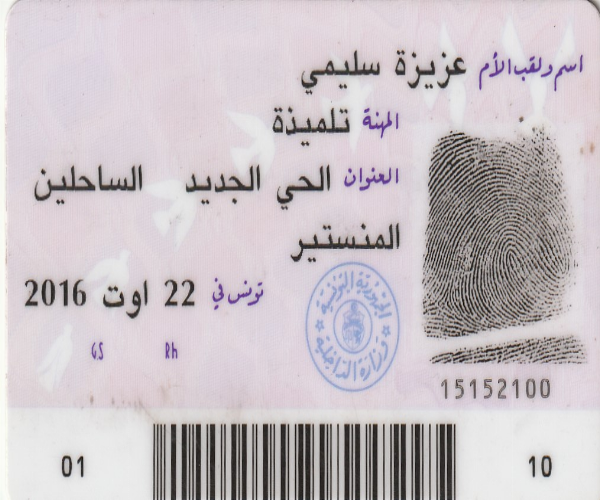 اسم ولقب الأم عزيزة سليمي
المهنة تلميذة
العنوان الحي الجديد الساحلين
المنستير
تونس في 22 اوت 2016
الجمهورية التونسية
وزارة الداخلية
GS Rh
15152100
01 10